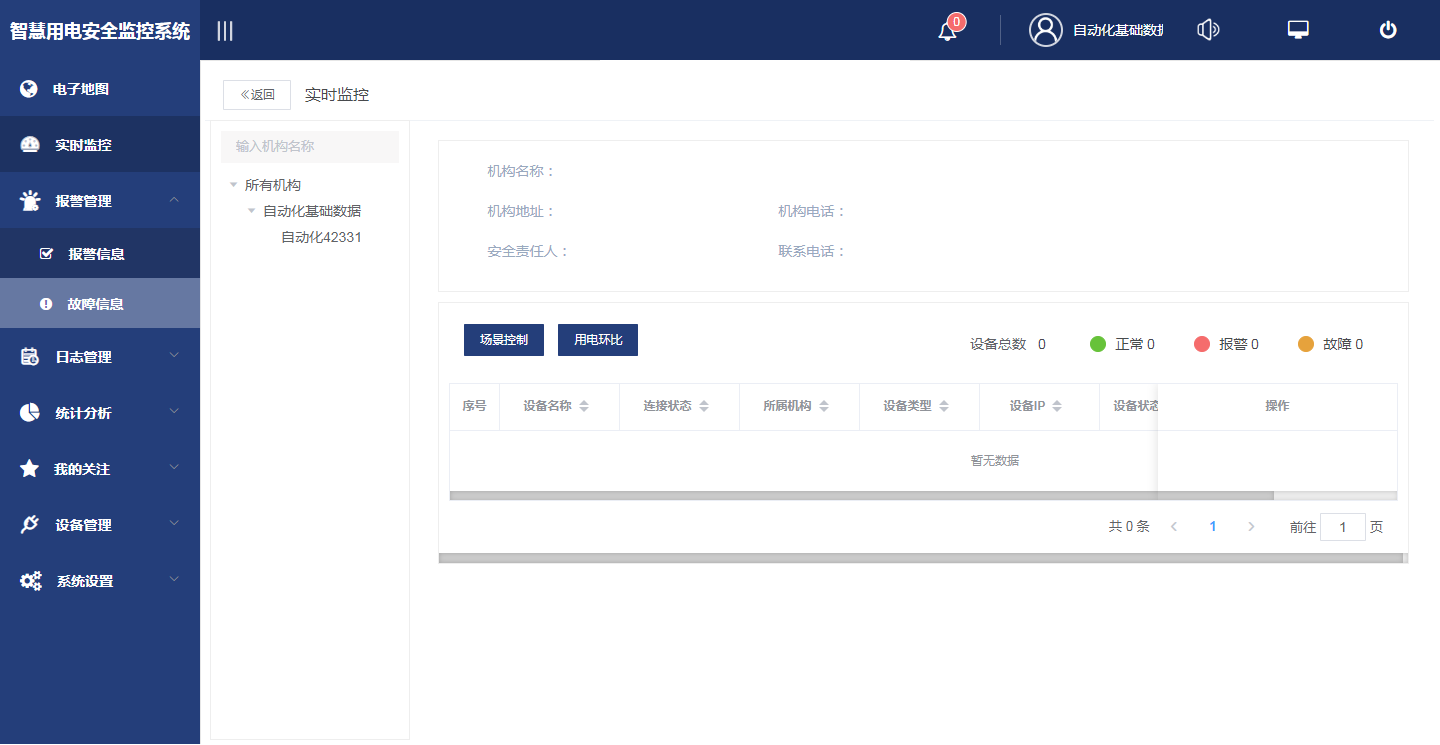 智慧用电安全监控系统
0
自动化基础数据
电子地图
实时监控
报警管理
报警信息
故障信息
日志管理
统计分析
我的关注
设备管理
系统设置
返回
实时监控
输入机构名称
所有机构
自动化基础数据
自动化42331
机构名称：
机构地址： 机构电话：
安全责任人： 联系电话：
场景控制 用电环比 设备总数 0 正常 0 报警 0 故障 0
序号 设备名称 连接状态 所属机构 设备类型 设备IP 设备状态 操作
暂无数据
共 0 条 1 前往 1 页